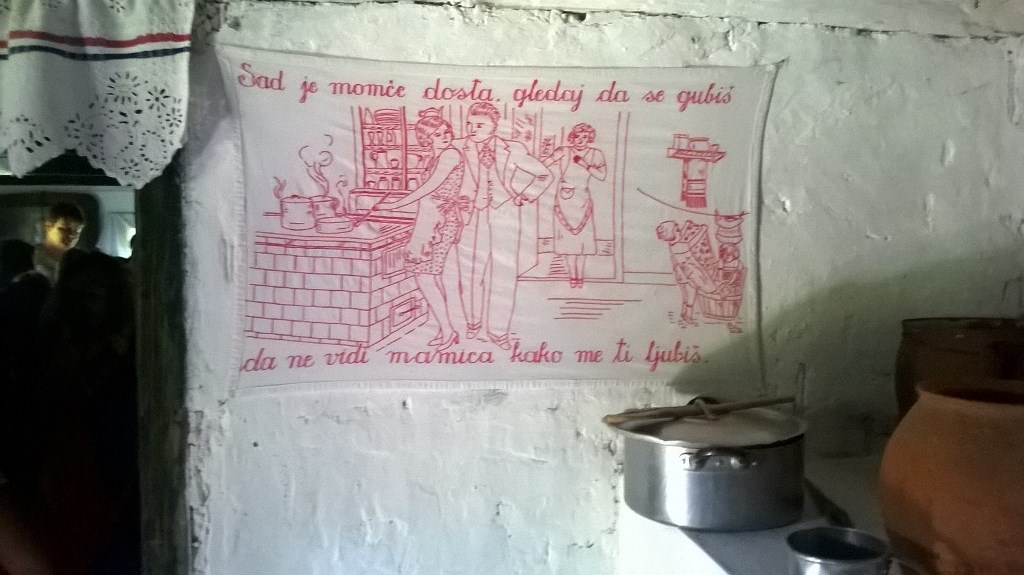 Sad je momče dosta, gledaj da se gubiš
da ne vidi mamica kako me ti ljubiš.